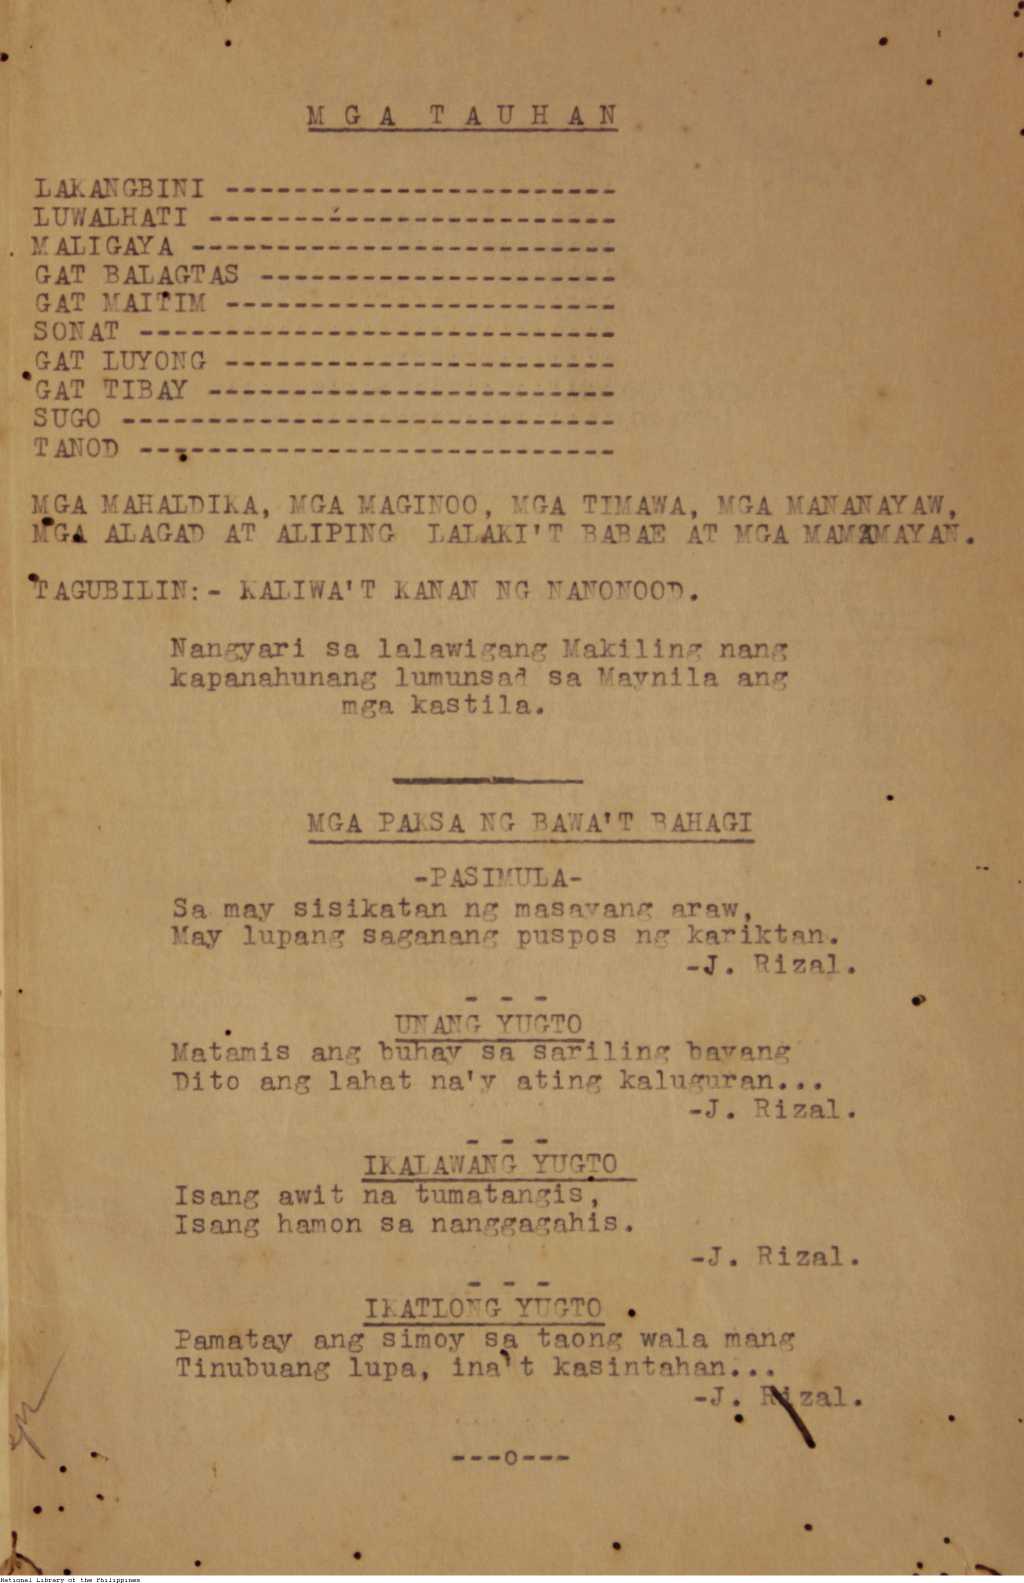 MGA TAUHAN
LAKANGBINI -----------------------
LUWALHATI ------------------------
MALIGAYA -------------------------
GAT BALAGTAS ---------------------
GAT MAITIM -----------------------
SONAT ----------------------------
GAT LUYONG -----------------------
GAT TIBAY ------------------------
SUGO -----------------------------
TANOD ----------------------------
MGA MAHALDIKA, MGA MAGINOO, MGA TIMAWA, MGA MANANAYAW,
MGA ALAGAD AT ALIPING LALAKI'T BABAE AT MGA MAMAMAYAN.
TAGUBILIN:- KALIWA'T KANAN NG NANONOOD.
Nangyari sa lalawigang Makiling nang
kapanahunang lumunsad sa Maynila ang
mga kastila.
MGA PAKSA NG BAWA'T BAHAGI
-PASIMULA-
Sa may sisikatan ng masayang araw,
May lupang saganang puspos ng kariktan.
-J. Rizal.
- - -
UNANG YUGTO
Matamis ang buhay sa sariling bayang
Dito ang lahat na'y ating kaluguran...
-J. Rizal.
- - -
IKALAWANG YUGTO
Isang awit na tumatangis,
Isang hamon sa nanggagahis.
-J. Rizal.
- - -
IKATLONG YUGTO
Pamatay ang simoy sa taong wala mang
Tinubuang lupa, ina't kasintahan...
-J. Rizal.
---o---
National Library of the Philippines